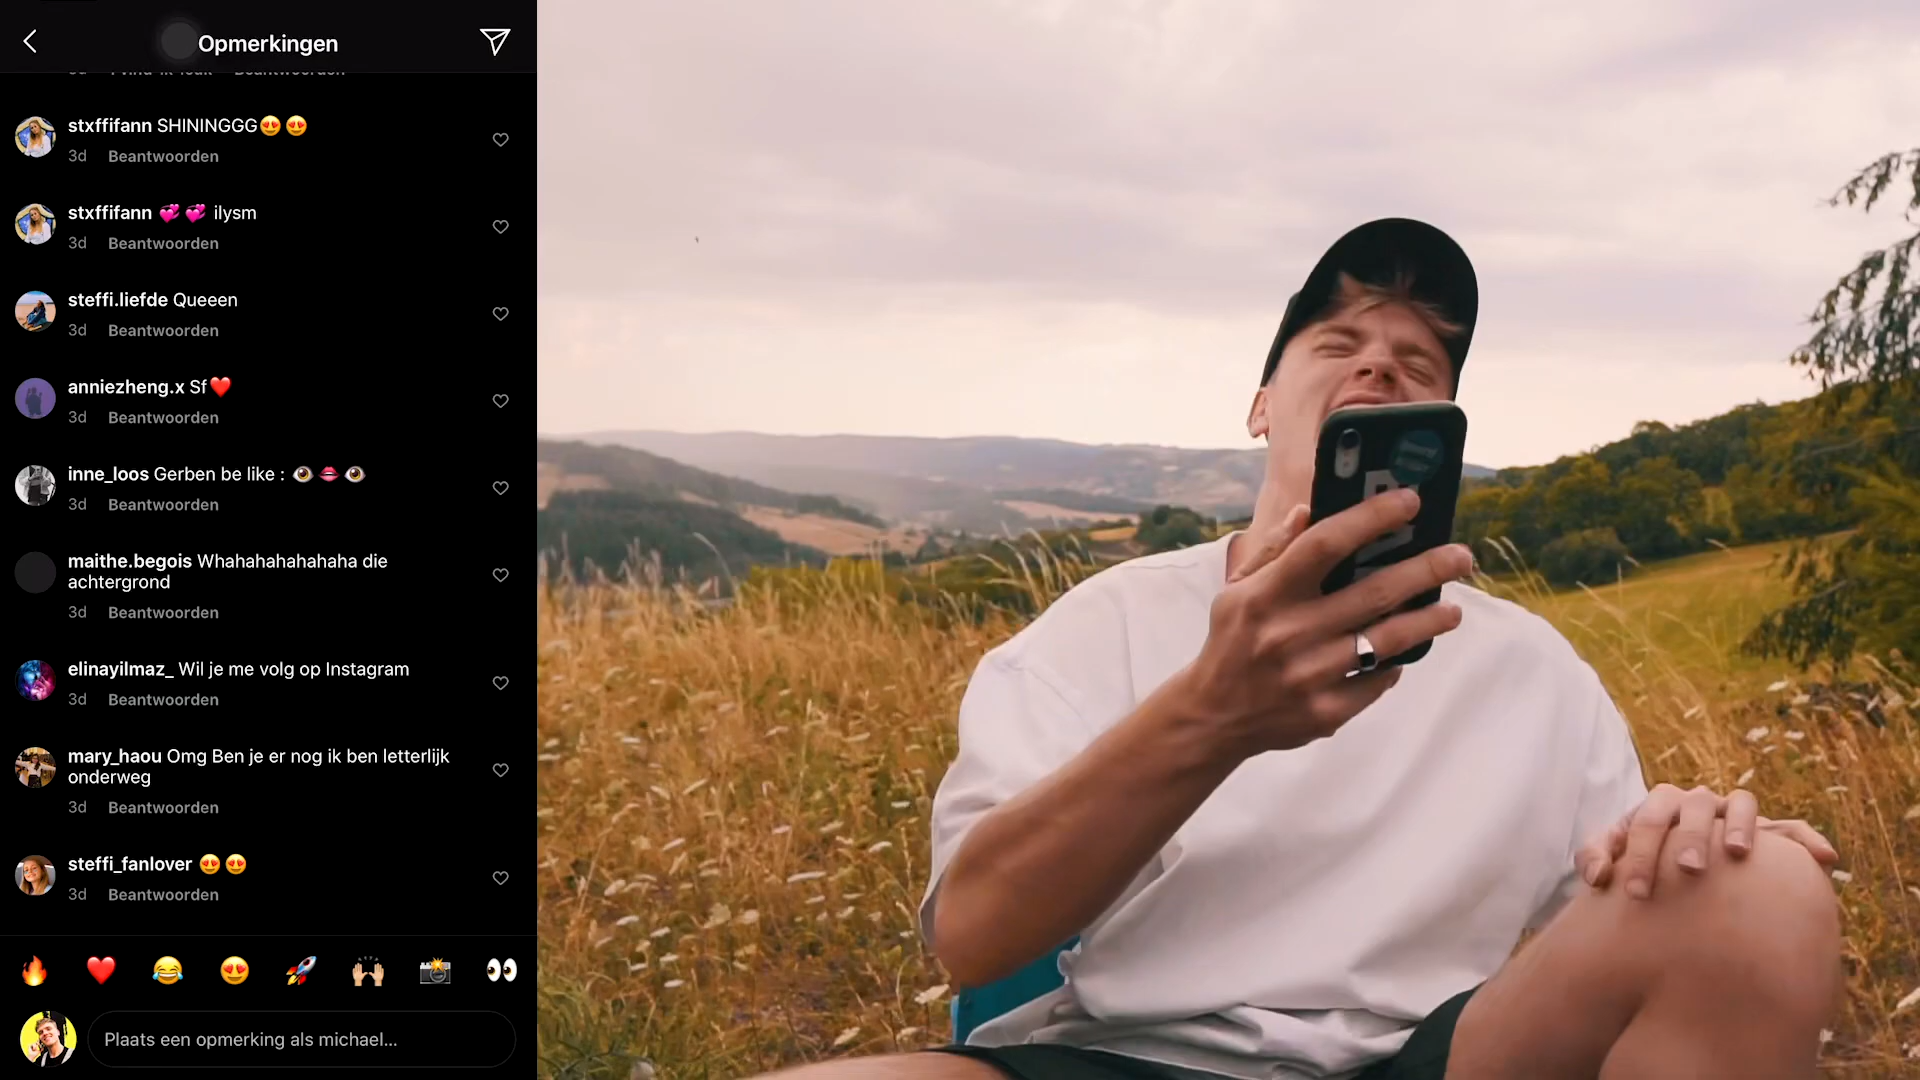 Opmerkingen
stxffifann SHININGGG😍😍
3d Beantwoorden
stxffifann 💞💞 ilysm
3d Beantwoorden
steffi.liefde Queeen
3d Beantwoorden
anniezheng.x Sf❤️
3d Beantwoorden
inne_loos Gerben be like : 👁️👄👁️
3d Beantwoorden
maithe.begois Whahahahahahaha die
achtergrond
3d Beantwoorden
elinayilmaz_ Wil je me volg op Instagram
3d Beantwoorden
mary_haou Omg Ben je er nog ik ben letterlijk
onderweg
3d Beantwoorden
steffi_fanlover 😍😍
3d Beantwoorden
Plaats een opmerking als michael...